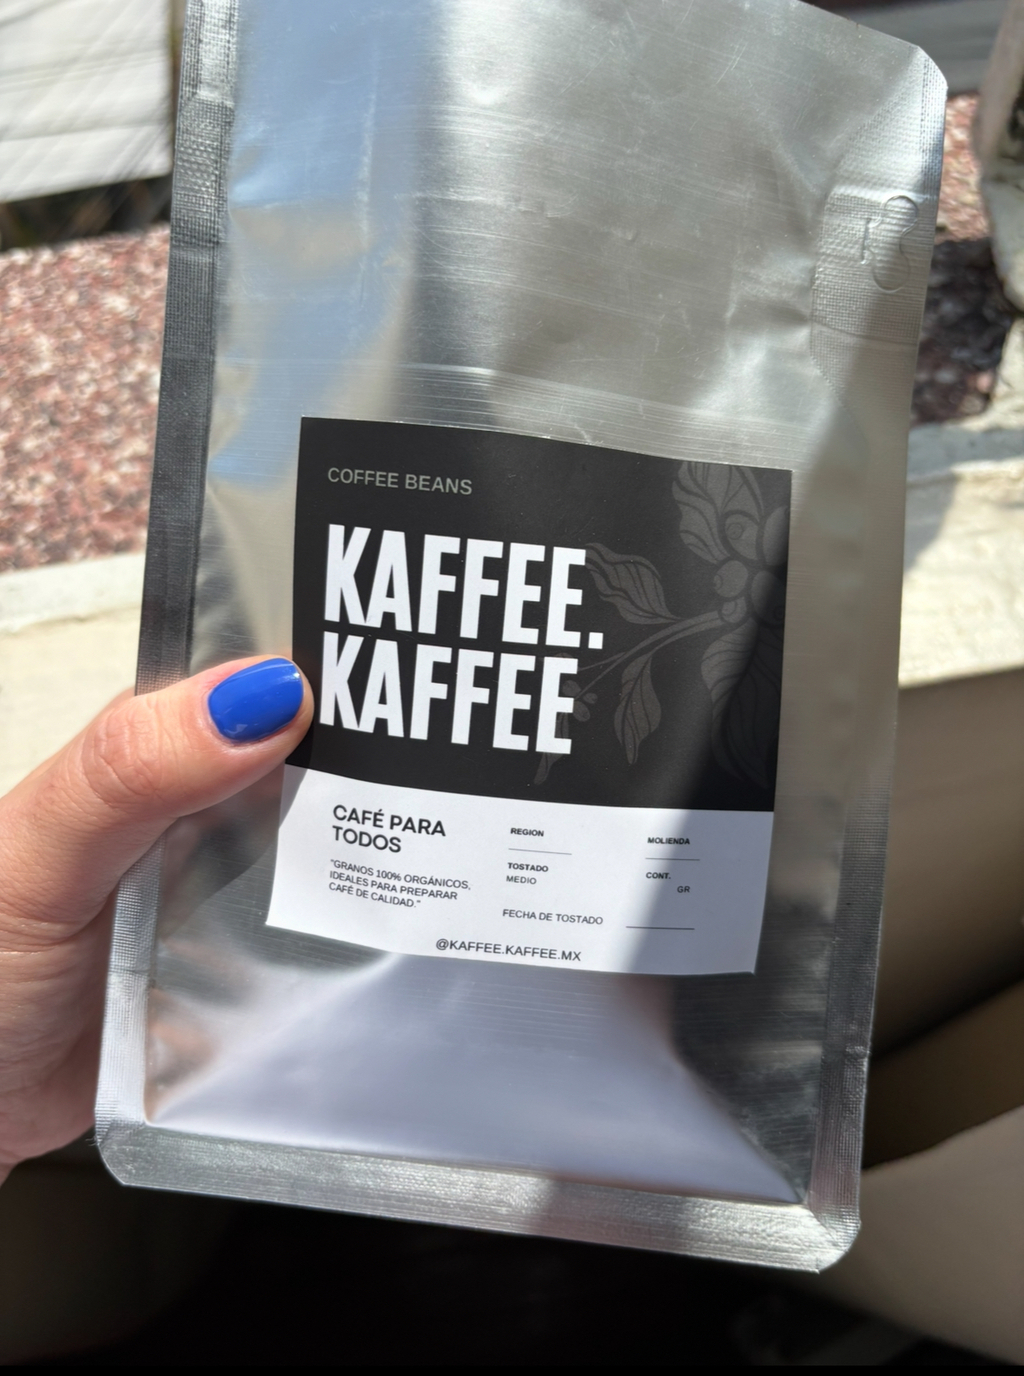 COFFEE BEANS
KAFFEE.
KAFFEE
CAFÉ PARA
TODOS
"GRANOS 100% ORGÁNICOS,
IDEALES PARA PREPARAR
CAFÉ DE CALIDAD."
REGION
TOSTADO
MEDIO
MOLIENDA
CONT.
GR
FECHA DE TOSTADO
@KAFFEE.KAFFEE.MX